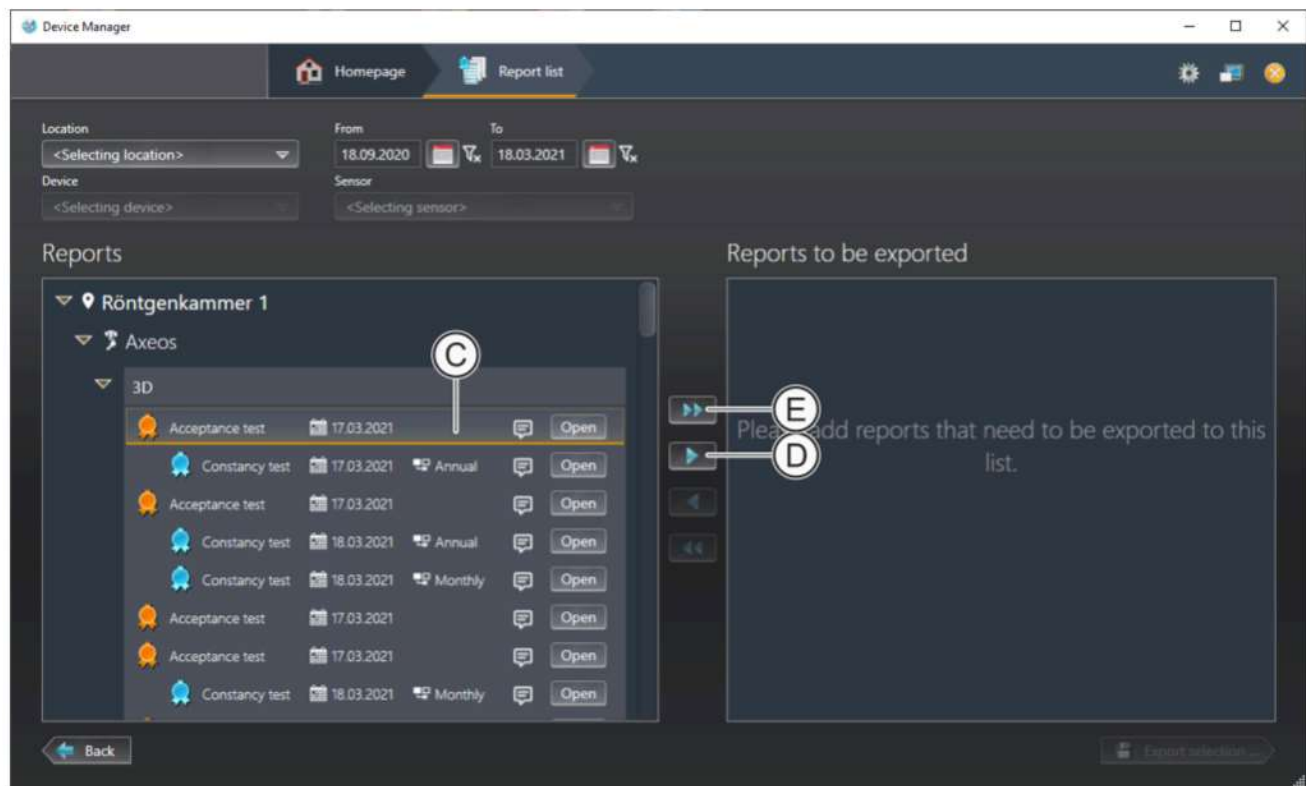 Device Manager
Homepage
Report list
Location
From
To
<Selecting location>
18.09.2020
18.03.2021
Device
Sensor
<Selecting device>
<Selecting sensor>
Reports
Reports to be exported
Röntgenkammer 1
Axeos
C
3D
Acceptance test 17.03.2021 Open
Constancy test 17.03.2021 Annual Open
Acceptance test 17.03.2021 Open
Constancy test 18.03.2021 Annual Open
Constancy test 18.03.2021 Monthly Open
Acceptance test 17.03.2021 Open
Acceptance test 17.03.2021 Open
Constancy test 18.03.2021 Monthly Open
E
D
add reports that need to be exported to this
list.
Back
Export selection ...